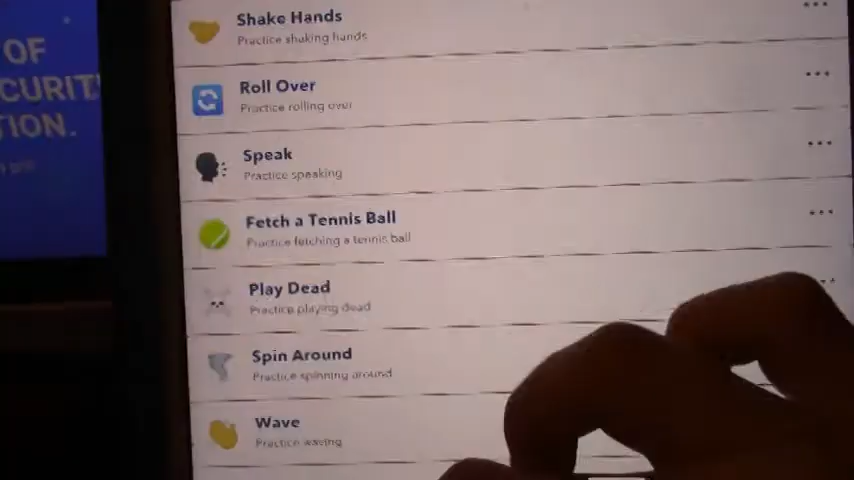 OF
CURIT
TION.
Shake Hands
Practice shaking hands
Roll Over
Practice rolling over
Speak
Practice speaking
Fetch a Tennis Ball
Practice fetching a tennis ball
Play Dead
Practice playing dead
Spin Around
Practice spinning around
Wave
Practice waving